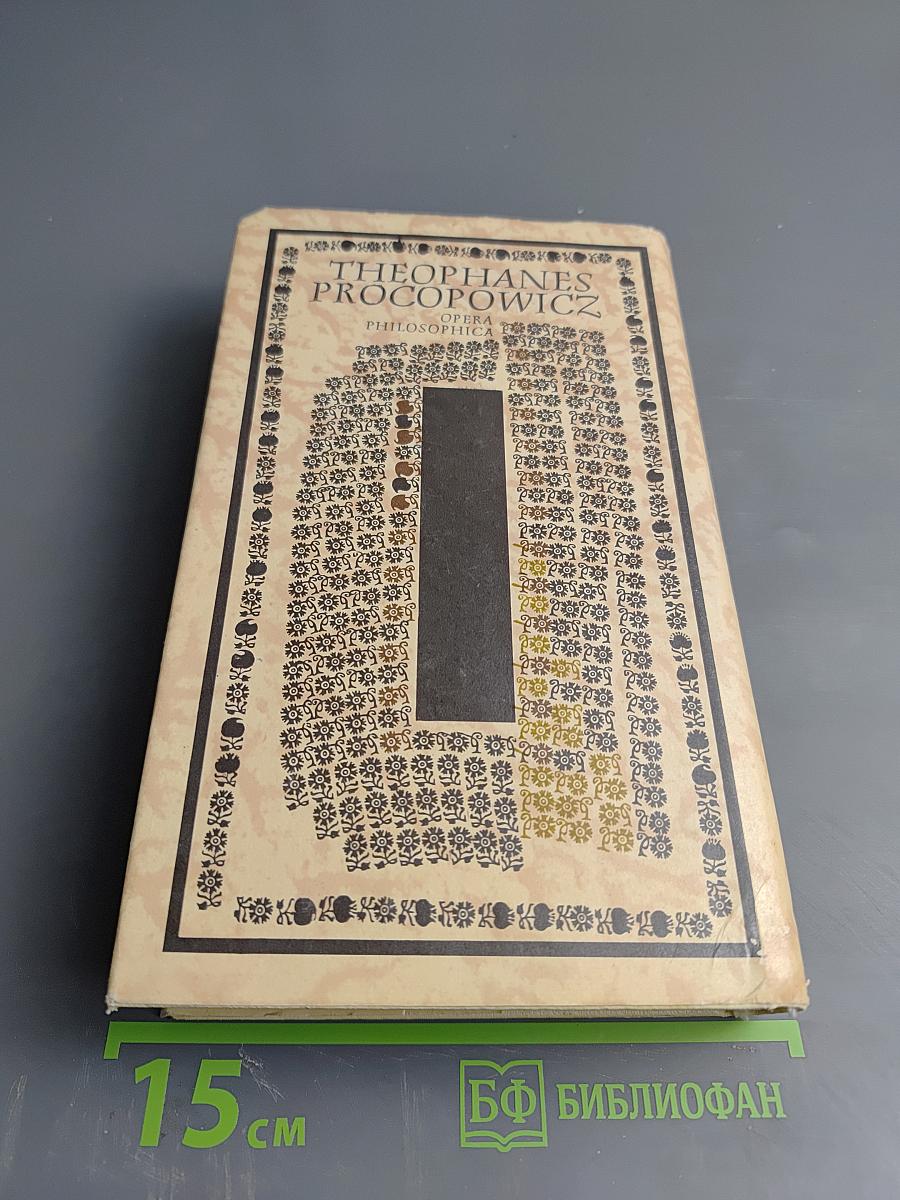 THEOPHANES
PROCOPOWICZ
OPERA
PHILOSOPHICA
15 см
БФ БИБЛИОФАН